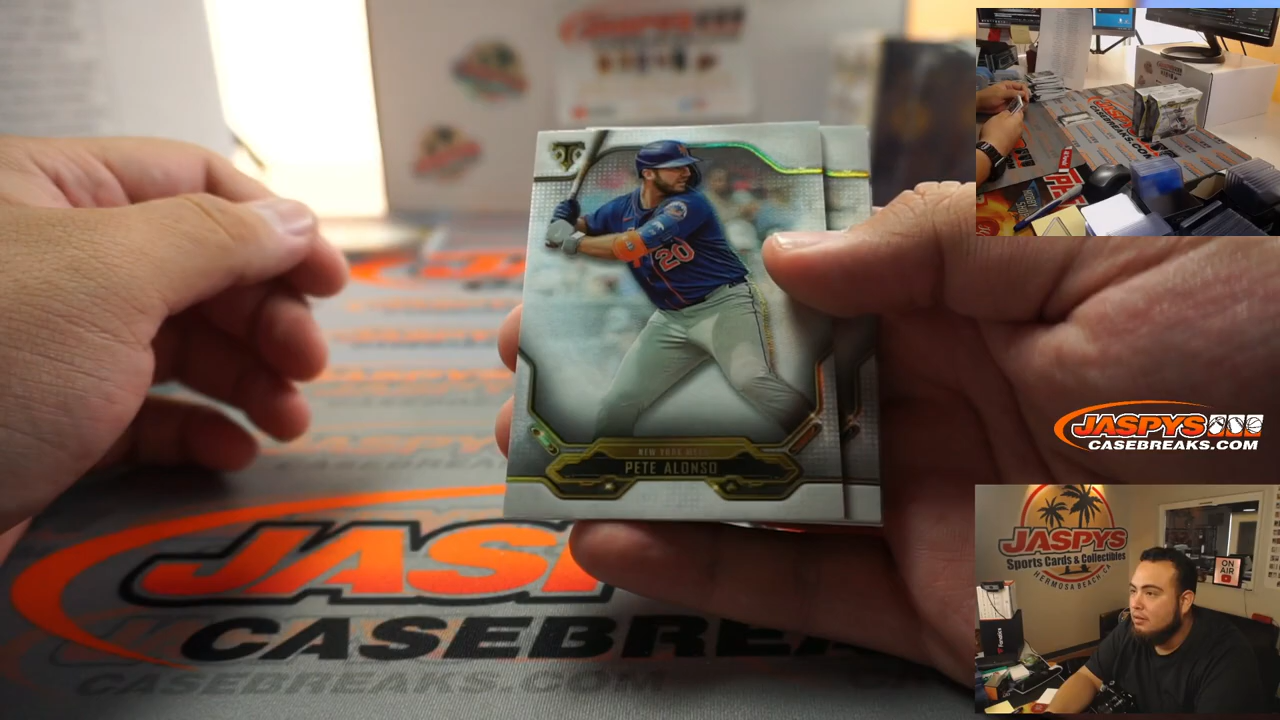 JASPYS
20
NEW YORK METS
PETE ALONSO
JASPYS
CASEBREAKS.COM
JASPYS
Sports Cards & Collectibles
HERMOSA BEACH, CA
ON
AIR
JASP
CASEBREA
CASEBREAKS.COM